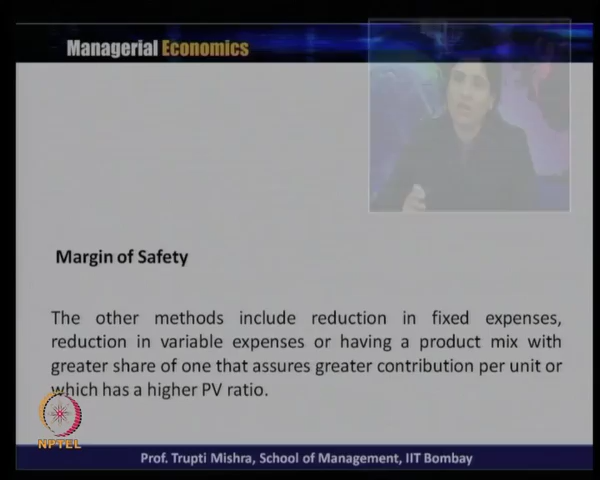 Managerial Economics
Margin of Safety
The other methods include reduction in fixed expenses,
reduction in variable expenses or having a product mix with
greater share of one that assures greater contribution per unit or
which has a higher PV ratio.
NPTEL
Prof. Trupti Mishra, School of Management, IIT Bombay